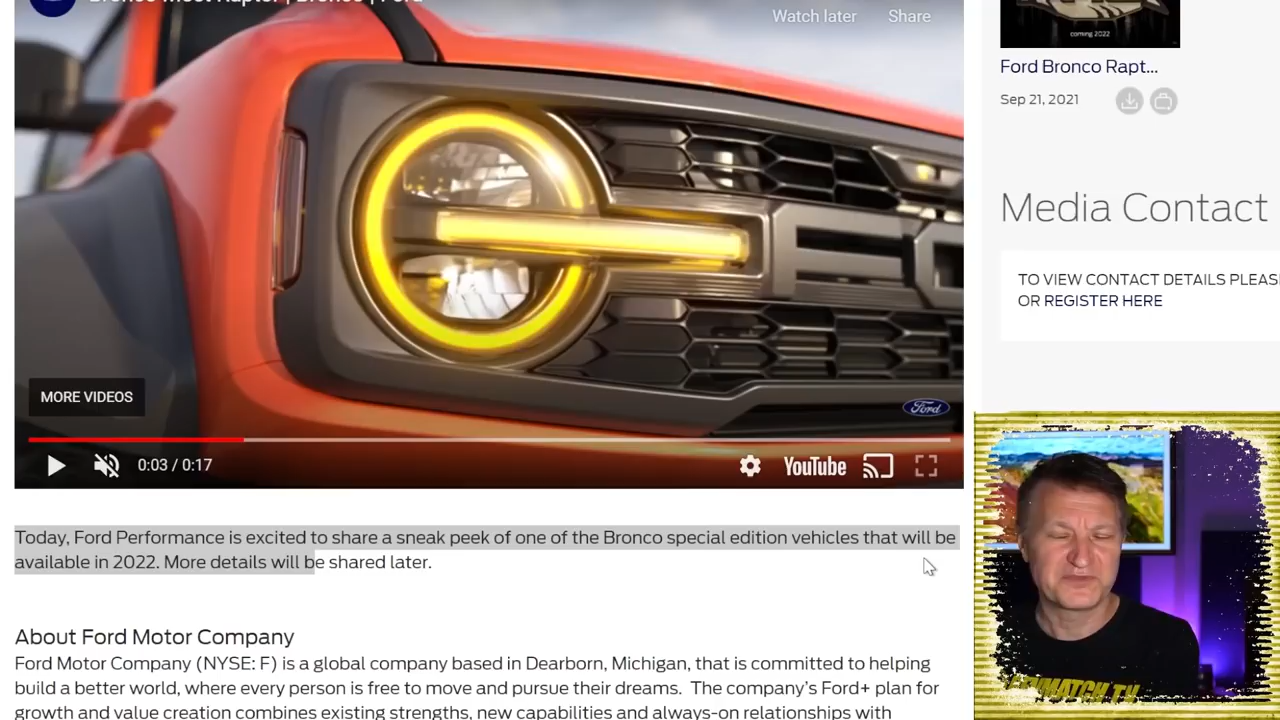 Watch later
Share
MORE VIDEOS
Ford
0:03 / 0:17
YouTube
Today, Ford Performance is excited to share a sneak peek of one of the Bronco special edition vehicles that will be
available in 2022. More details will be shared later.
About Ford Motor Company
Ford Motor Company (NYSE: F) is a global company based in Dearborn, Michigan, that is committed to helping
build a better world, where every person is free to move and pursue their dreams. The company's Ford+ plan for
growth and value creation combines existing strengths, new capabilities and always-on relationships with
coming 2022
Ford Bronco Rapt...
Sep 21, 2021
Media Contact
TO VIEW CONTACT DETAILS PLEAS
OR REGISTER HERE